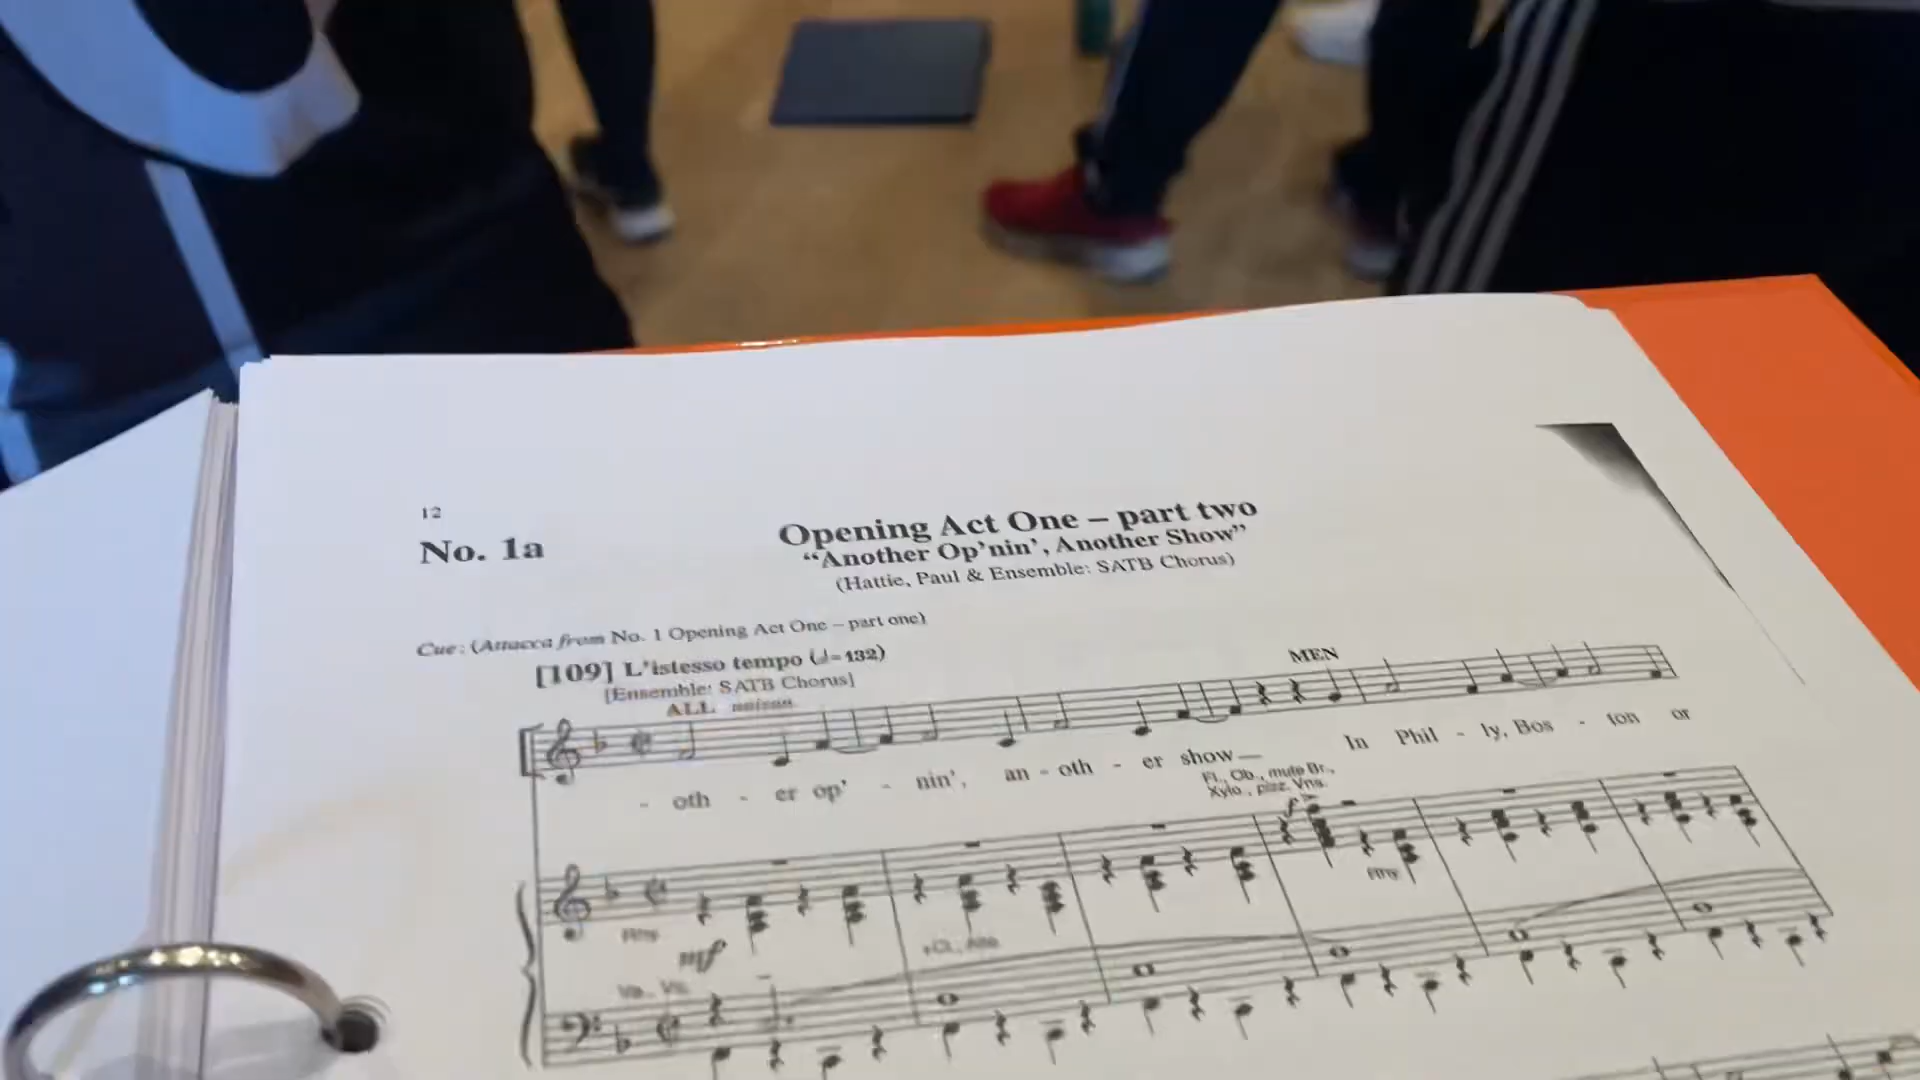 12
No. 1a
Opening Act One – part two
“Another Op’nin’, Another Show”
(Hattie, Paul & Ensemble: SATB Chorus)
Cue: (Attacca from No. 1 Opening Act One – part one)
[109] L’istesso tempo (𝅗𝅥=132)
[Ensemble: SATB Chorus]
ALL unison
MEN
- oth - er op’ - nin’, an - oth - er show— In Phil - ly, Bos - ton or
Fl., Ob., mute Br.,
Xylo., pizz. Vns.
f
mf